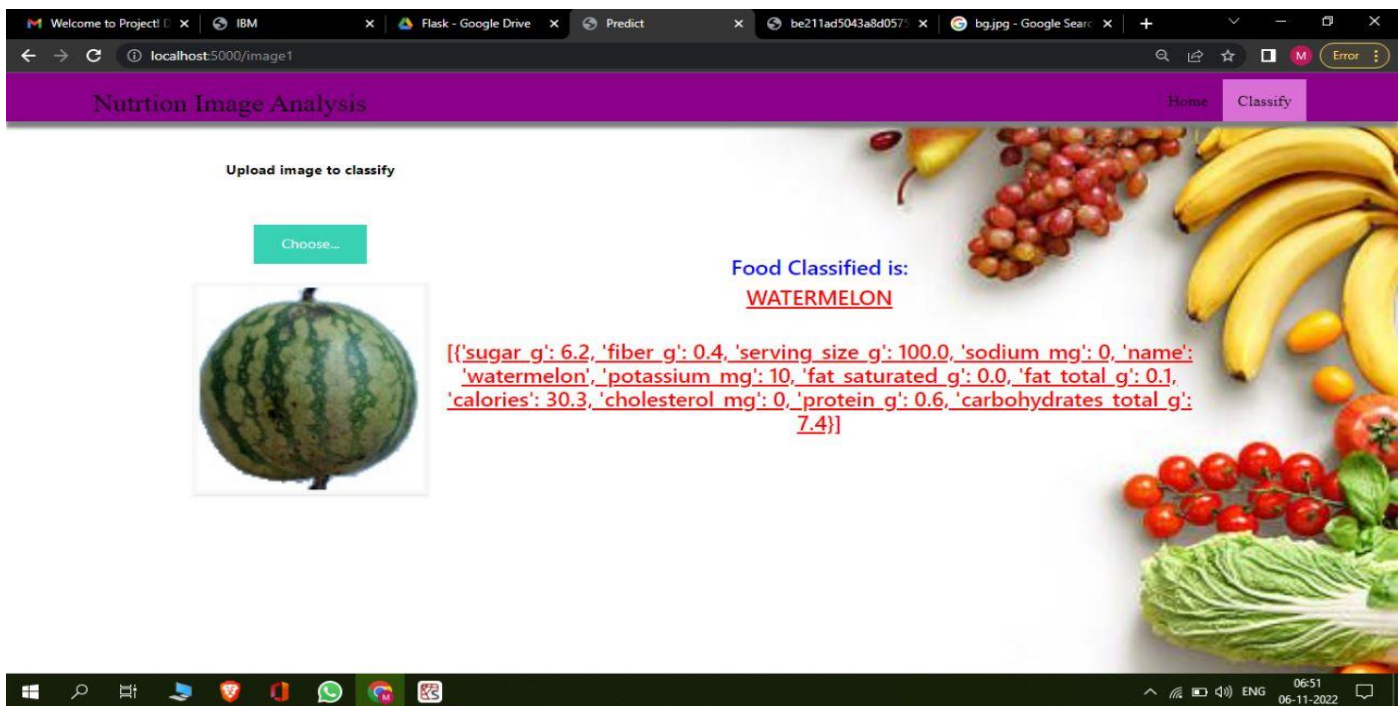 Welcome to Project! D
IBM
Flask - Google Drive
Predict
be211ad5043a8d0575
bg.jpg - Google Searc
localhost:5000/image1
M
Error
Nutrtion Image Analysis
Home
Classify
Upload image to classify
Choose...
Food Classified is:
WATERMELON
[{'sugar_g': 6.2, 'fiber_g': 0.4, 'serving_size_g': 100.0, 'sodium_mg': 0, 'name':
'watermelon', 'potassium_mg': 10, 'fat_saturated_g': 0.0, 'fat_total_g': 0.1,
'calories': 30.3, 'cholesterol_mg': 0, 'protein_g': 0.6, 'carbohydrates_total_g':
7.4}]
ENG
06:51
06-11-2022